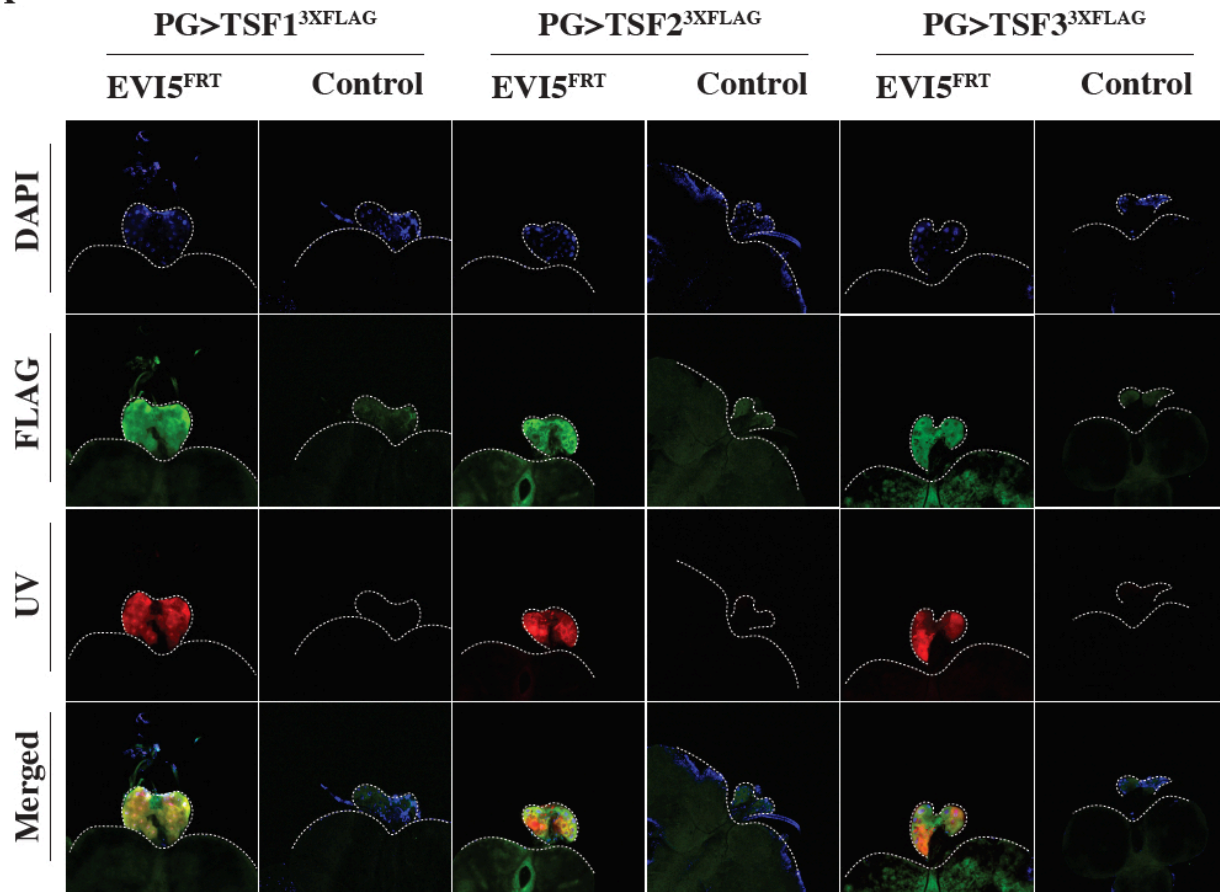 PG>TSF1^3XFLAG PG>TSF2^3XFLAG PG>TSF3^3XFLAG
EVI5^FRT Control EVI5^FRT Control EVI5^FRT Control
DAPI
FLAG
UV
Merged